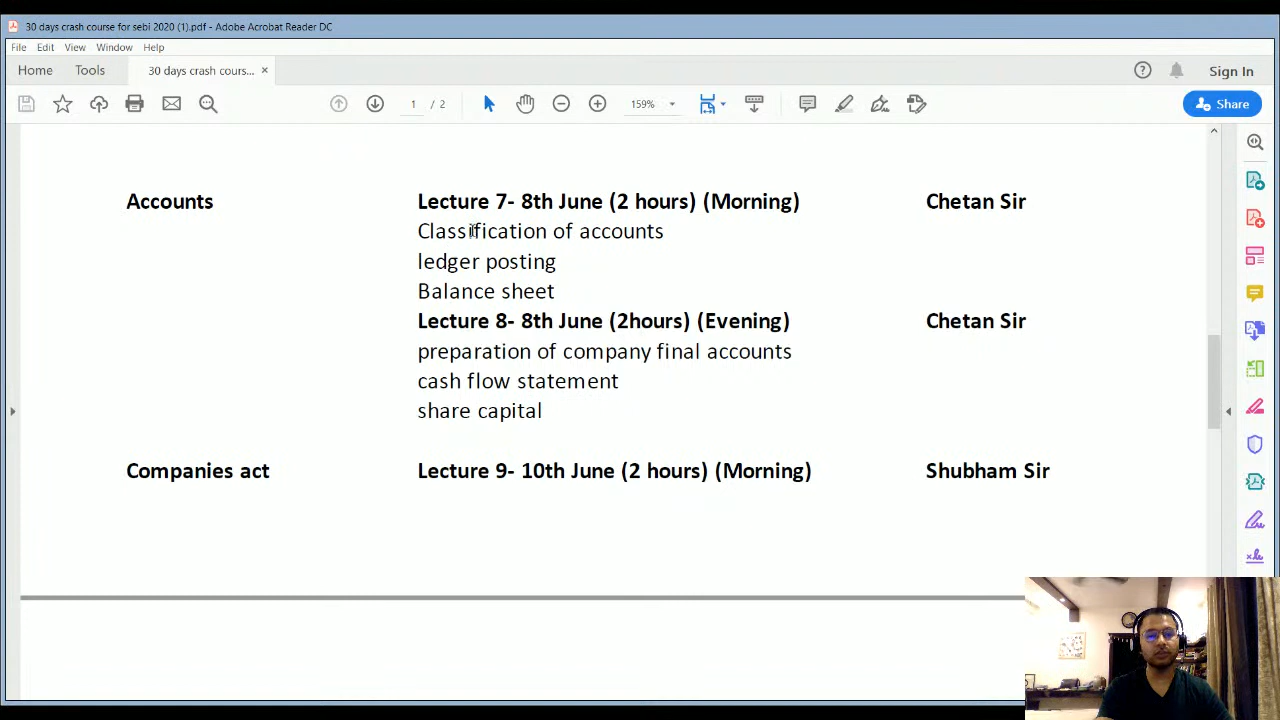 30 days crash course for sebi 2020 (1).pdf - Adobe Acrobat Reader DC
File Edit View Window Help
Home Tools 30 days crash cours... × Sign In
1 / 2 159% Share
Accounts Lecture 7- 8th June (2 hours) (Morning) Chetan Sir
Classification of accounts
ledger posting
Balance sheet
Lecture 8- 8th June (2hours) (Evening) Chetan Sir
preparation of company final accounts
cash flow statement
share capital
Companies act Lecture 9- 10th June (2 hours) (Morning) Shubham Sir